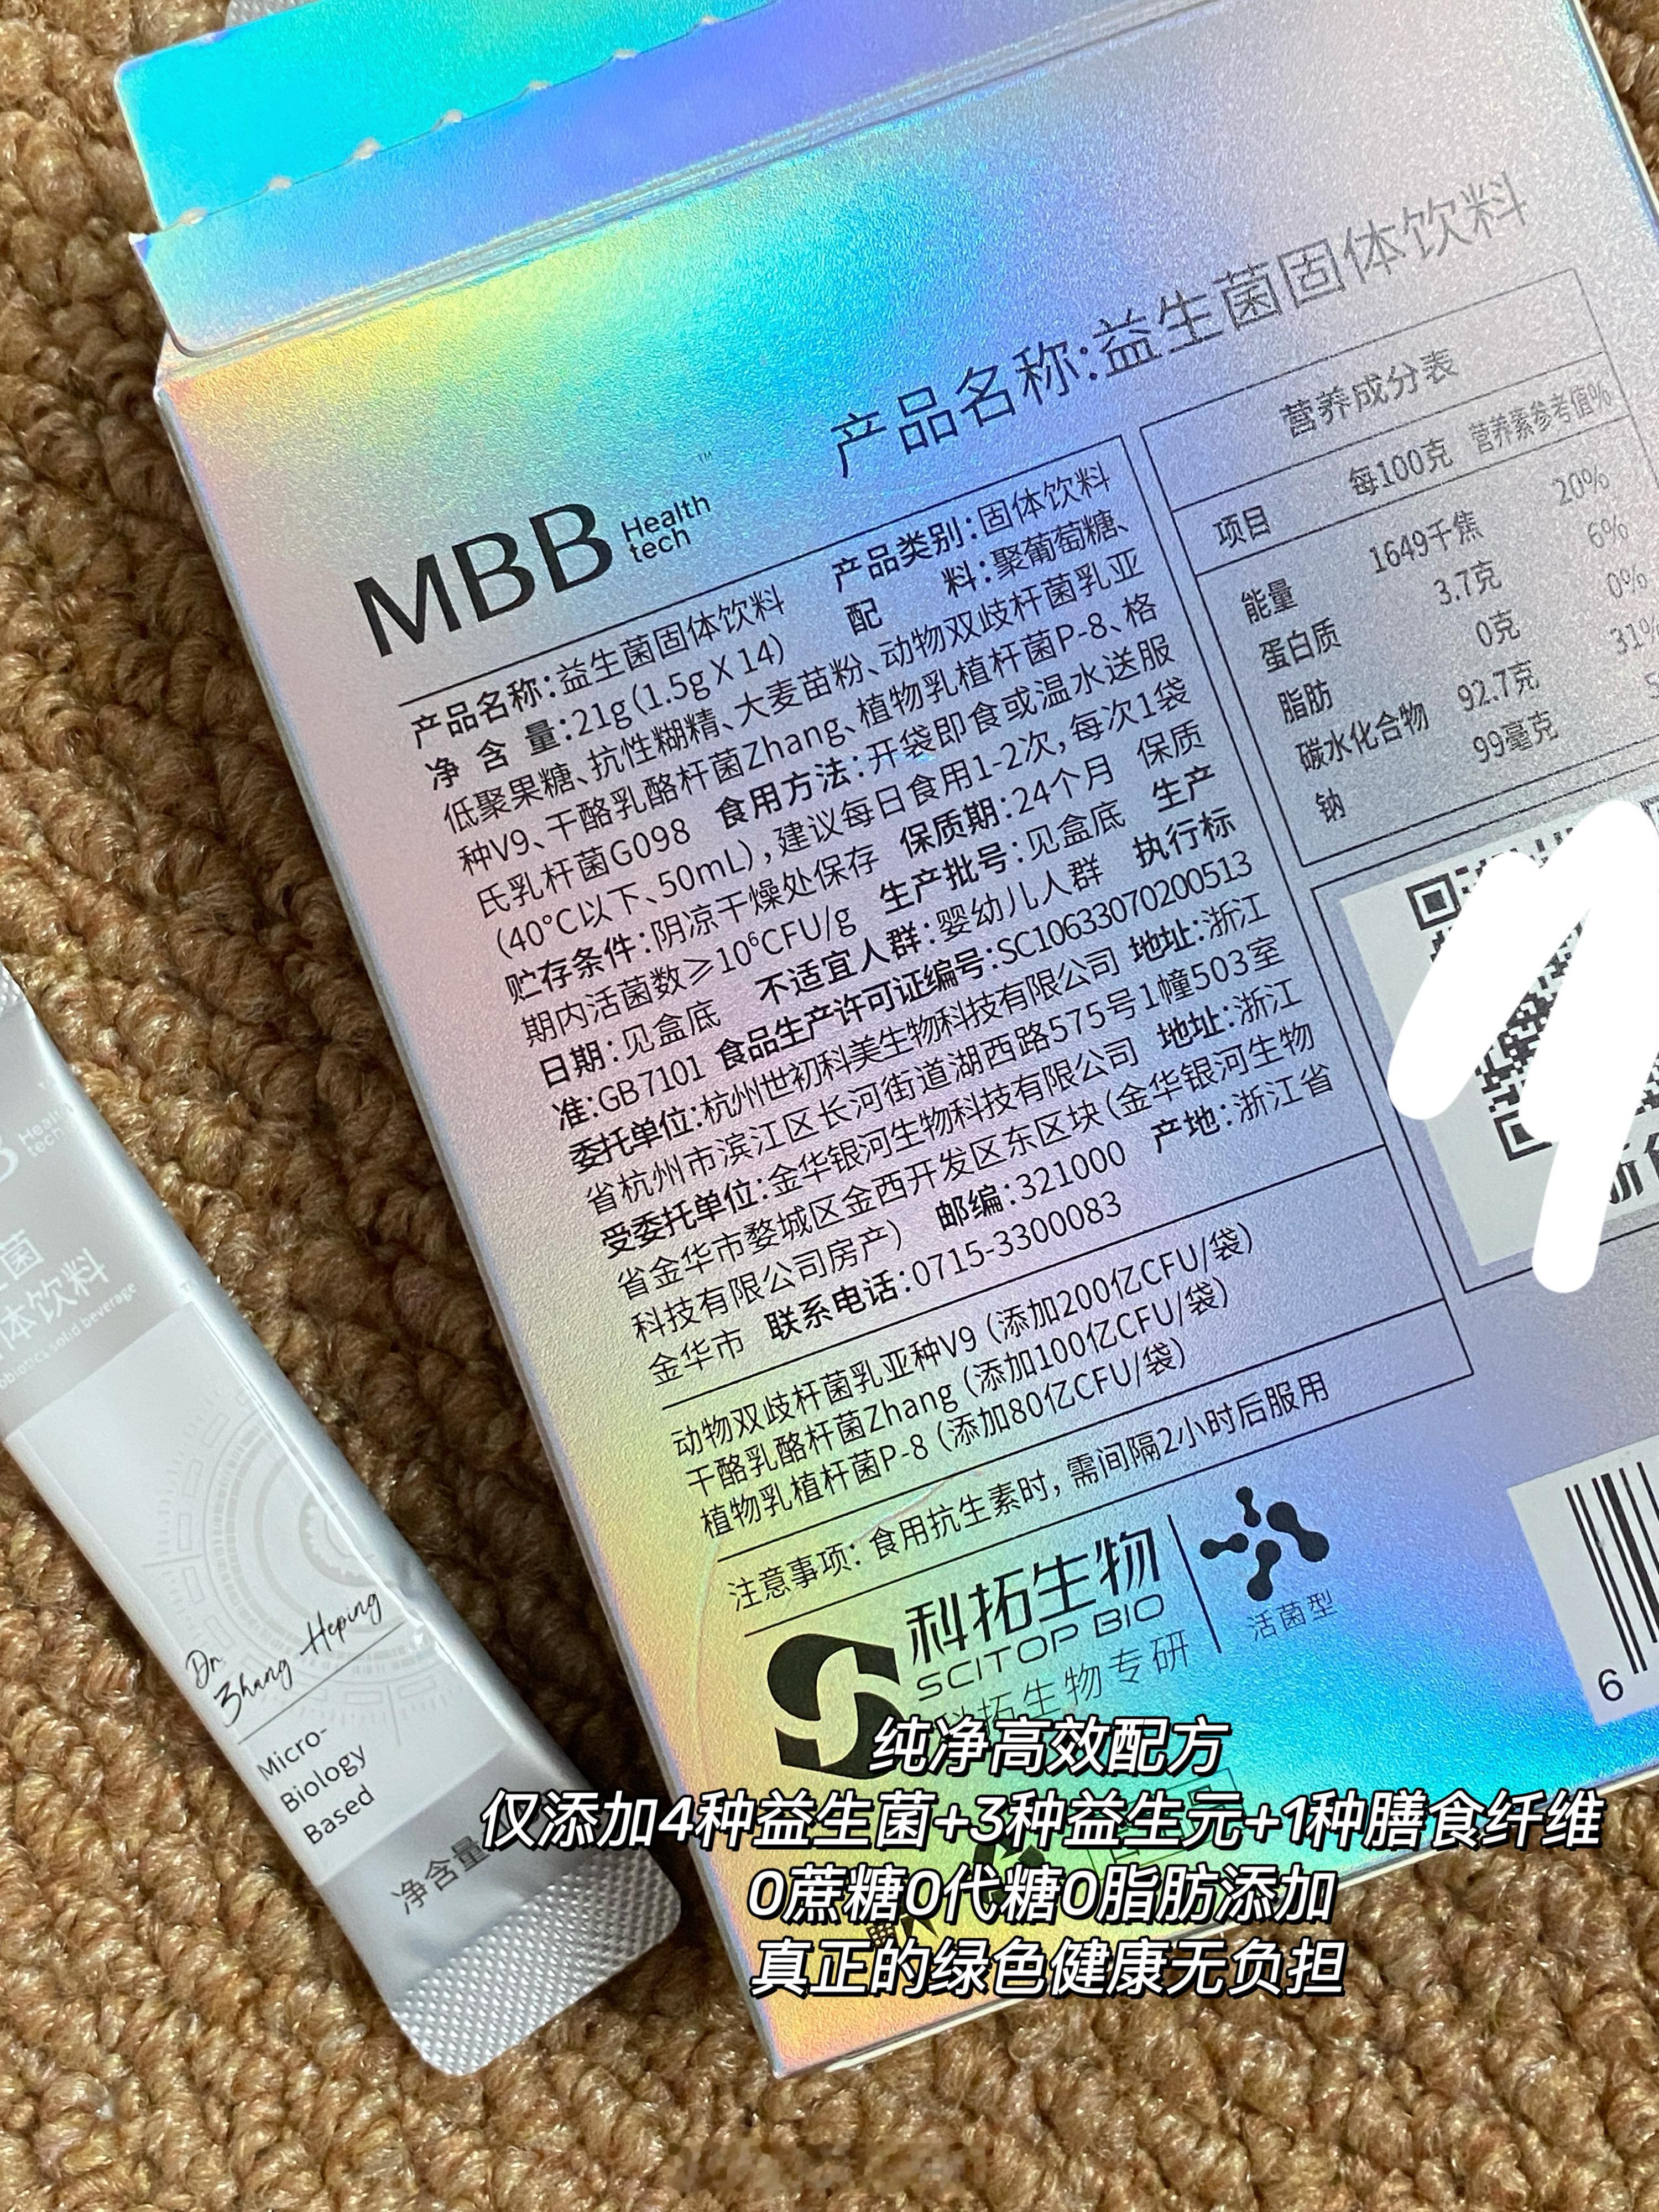 产品名称:益生菌固体饮料
MBB Health tech
TM
产品名称:益生菌固体饮料 产品类别:固体饮料
净含量:21g(1.5g X 14) 配料:聚葡萄糖、
低聚果糖、抗性糊精、大麦苗粉、动物双歧杆菌乳亚
种V9、干酪乳酪杆菌Zhang、植物乳植杆菌P-8、格
氏乳杆菌G098 食用方法:开袋即食或温水送服
(40°C以下、50mL),建议每日食用1-2次,每次1袋
贮存条件:阴凉干燥处保存 保质期:24个月 保质
期内活菌数≥10⁶CFU/g 生产批号:见盒底 生产
日期:见盒底 不适宜人群:婴幼儿人群 执行标
准:GB 7101 食品生产许可证编号:SC10633070200513
委托单位:杭州世初科美生物科技有限公司 地址:浙江
省杭州市滨江区长河街道湖西路575号1幢503室
受委托单位:金华银河生物科技有限公司 地址:浙江
省金华市婺城区金西开发区东区块(金华银河生物
科技有限公司房产) 邮编:321000 产地:浙江省
金华市 联系电话:0715-3300083
动物双歧杆菌乳亚种V9(添加200亿CFU/袋)
干酪乳酪杆菌Zhang(添加100亿CFU/袋)
植物乳植杆菌P-8(添加80亿CFU/袋)
注意事项:食用抗生素时,需间隔2小时后服用
科拓生物
SCITOP BIO
科拓生物专研
活菌型
营养成分表
项目 每100克 营养素参考值%
能量 1649千焦 20%
蛋白质 3.7克 6%
脂肪 0克 0%
碳水化合物 92.7克 31%
钠 99毫克
6
Health
tech
菌
体饮料
solid beverage
Dr
Zhang Heping
Micro-
Biology
Based
净含量
纯净高效配方
仅添加4种益生菌+3种益生元+1种膳食纤维
0蔗糖0代糖0脂肪添加
真正的绿色健康无负担